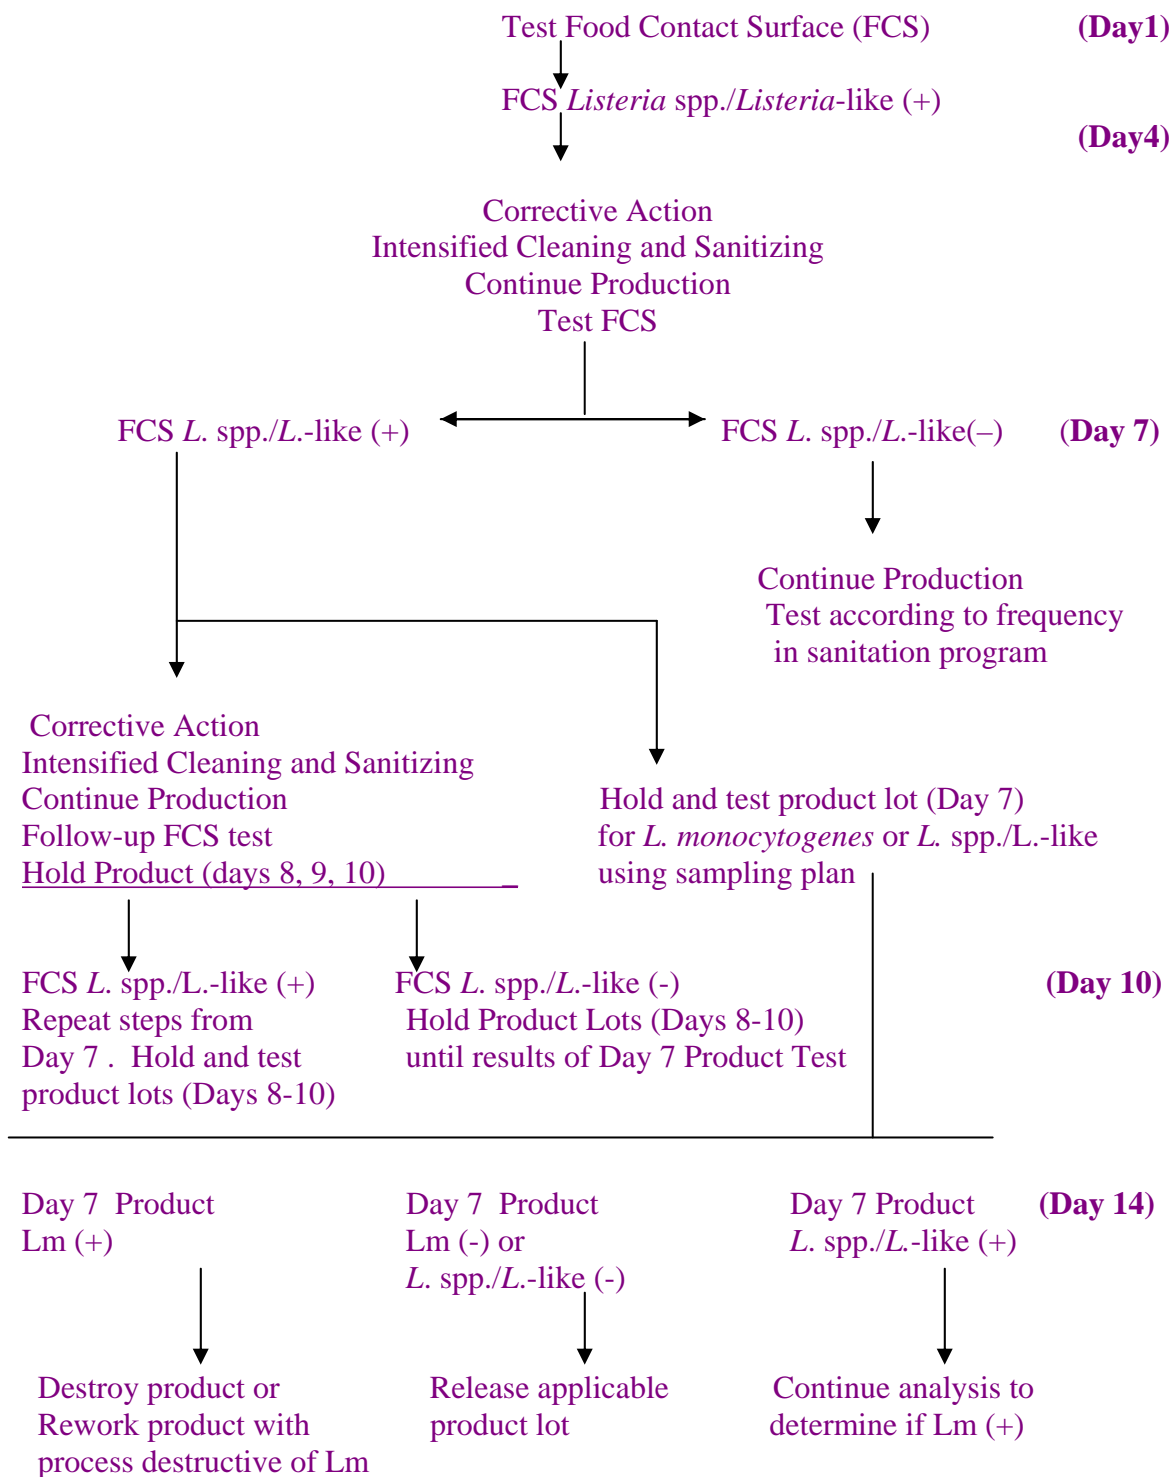 Test Food Contact Surface (FCS) (Day1)
FCS Listeria spp./Listeria-like (+)
(Day4)
Corrective Action
Intensified Cleaning and Sanitizing
Continue Production
Test FCS
FCS L. spp./L.-like (+) FCS L. spp./L.-like(–) (Day 7)
Continue Production
Test according to frequency
in sanitation program
Corrective Action
Intensified Cleaning and Sanitizing
Continue Production
Follow-up FCS test
Hold Product (days 8, 9, 10) _
Hold and test product lot (Day 7)
for L. monocytogenes or L. spp./L.-like
using sampling plan
FCS L. spp./L.-like (+)
Repeat steps from
Day 7 . Hold and test
product lots (Days 8-10)
FCS L. spp./L.-like (-)
Hold Product Lots (Days 8-10)
until results of Day 7 Product Test
(Day 10)
Day 7 Product
Lm (+)
Day 7 Product
Lm (-) or
L. spp./L.-like (-)
Day 7 Product
L. spp./L.-like (+)
(Day 14)
Destroy product or
Rework product with
process destructive of Lm
Release applicable
product lot
Continue analysis to
determine if Lm (+)